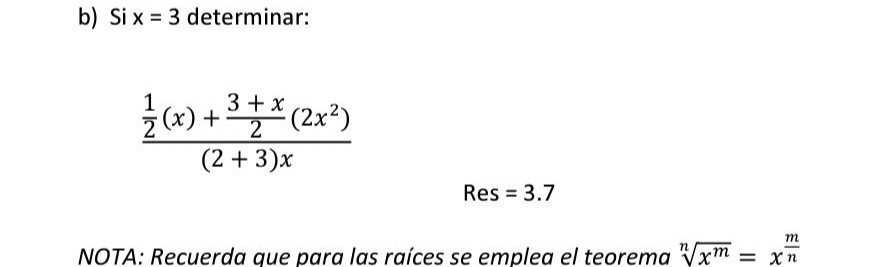 b) Si x = 3 determinar:
\frac{\frac{1}{2}(x) + \frac{3 + x}{2}(2x^2)}{(2 + 3)x}
Res = 3.7
NOTA: Recuerda que para las raíces se emplea el teorema \sqrt[n]{x^m} = x^{\frac{m}{n}}